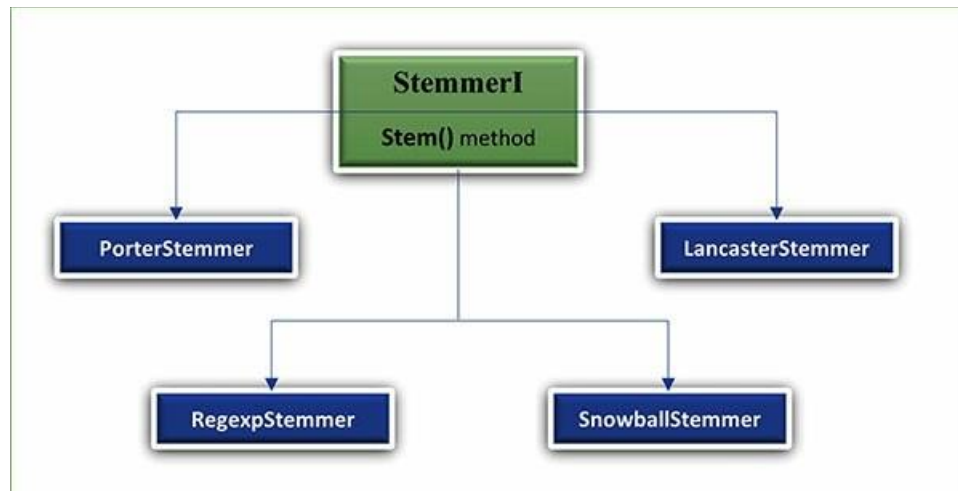 StemmerI
Stem() method
PorterStemmer
LancasterStemmer
RegexpStemmer
SnowballStemmer